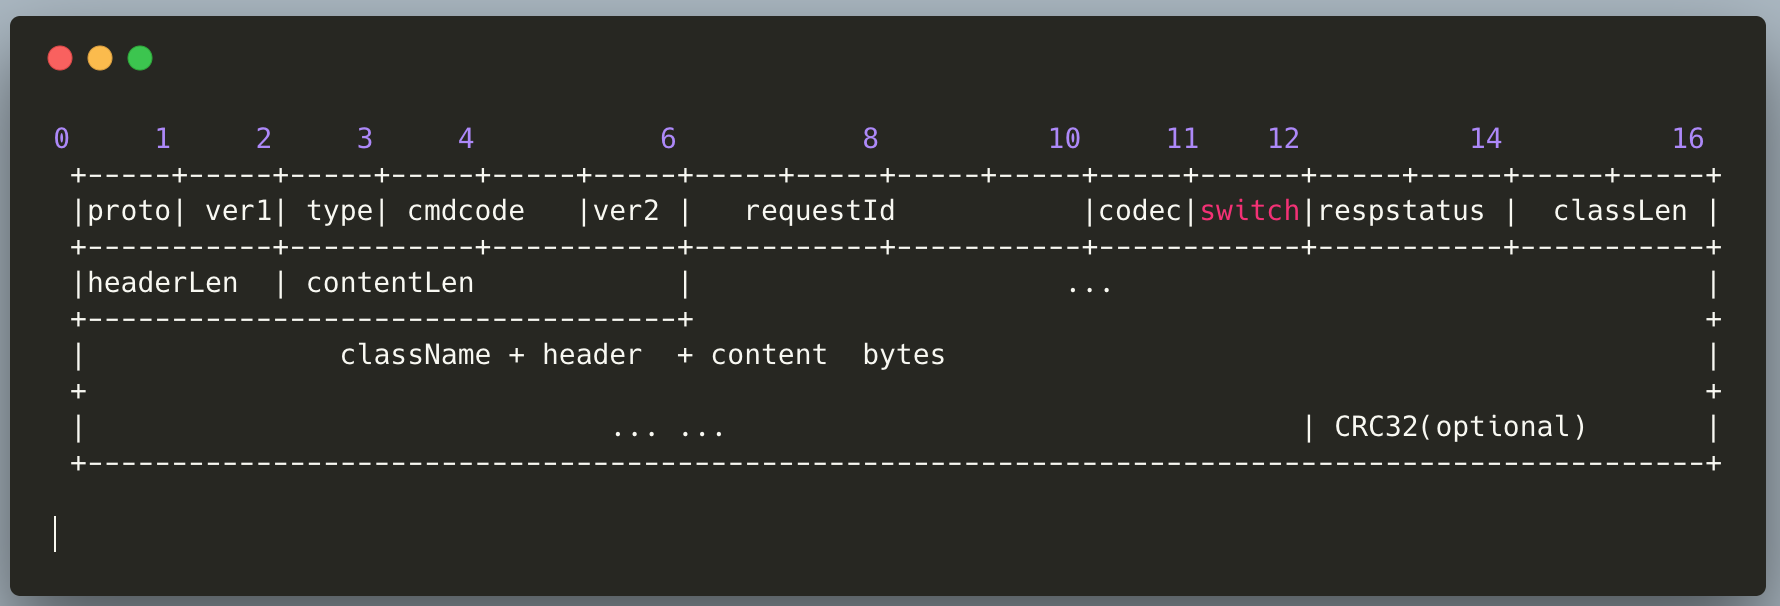 0     1     2     3     4           6           8          10     11    12          14          16
 +-----+-----+-----+-----+-----+-----+-----+-----+-----+-----+-----+------+-----+-----+-----+-----+
 |proto| ver1| type| cmdcode   |ver2 |   requestId           |codec|switch|respstatus |  classLen |
 +-----------+-----------+-----------+-----------+-----------+------------+-----------+-----------+
 |headerLen  | contentLen            |                      ...                                   |
 +-----------------------------------+                                                            +
 |               className + header  + content  bytes                                             |
 +                                                                                                +
 |                               ... ...                                  | CRC32(optional)       |
 +------------------------------------------------------------------------------------------------+